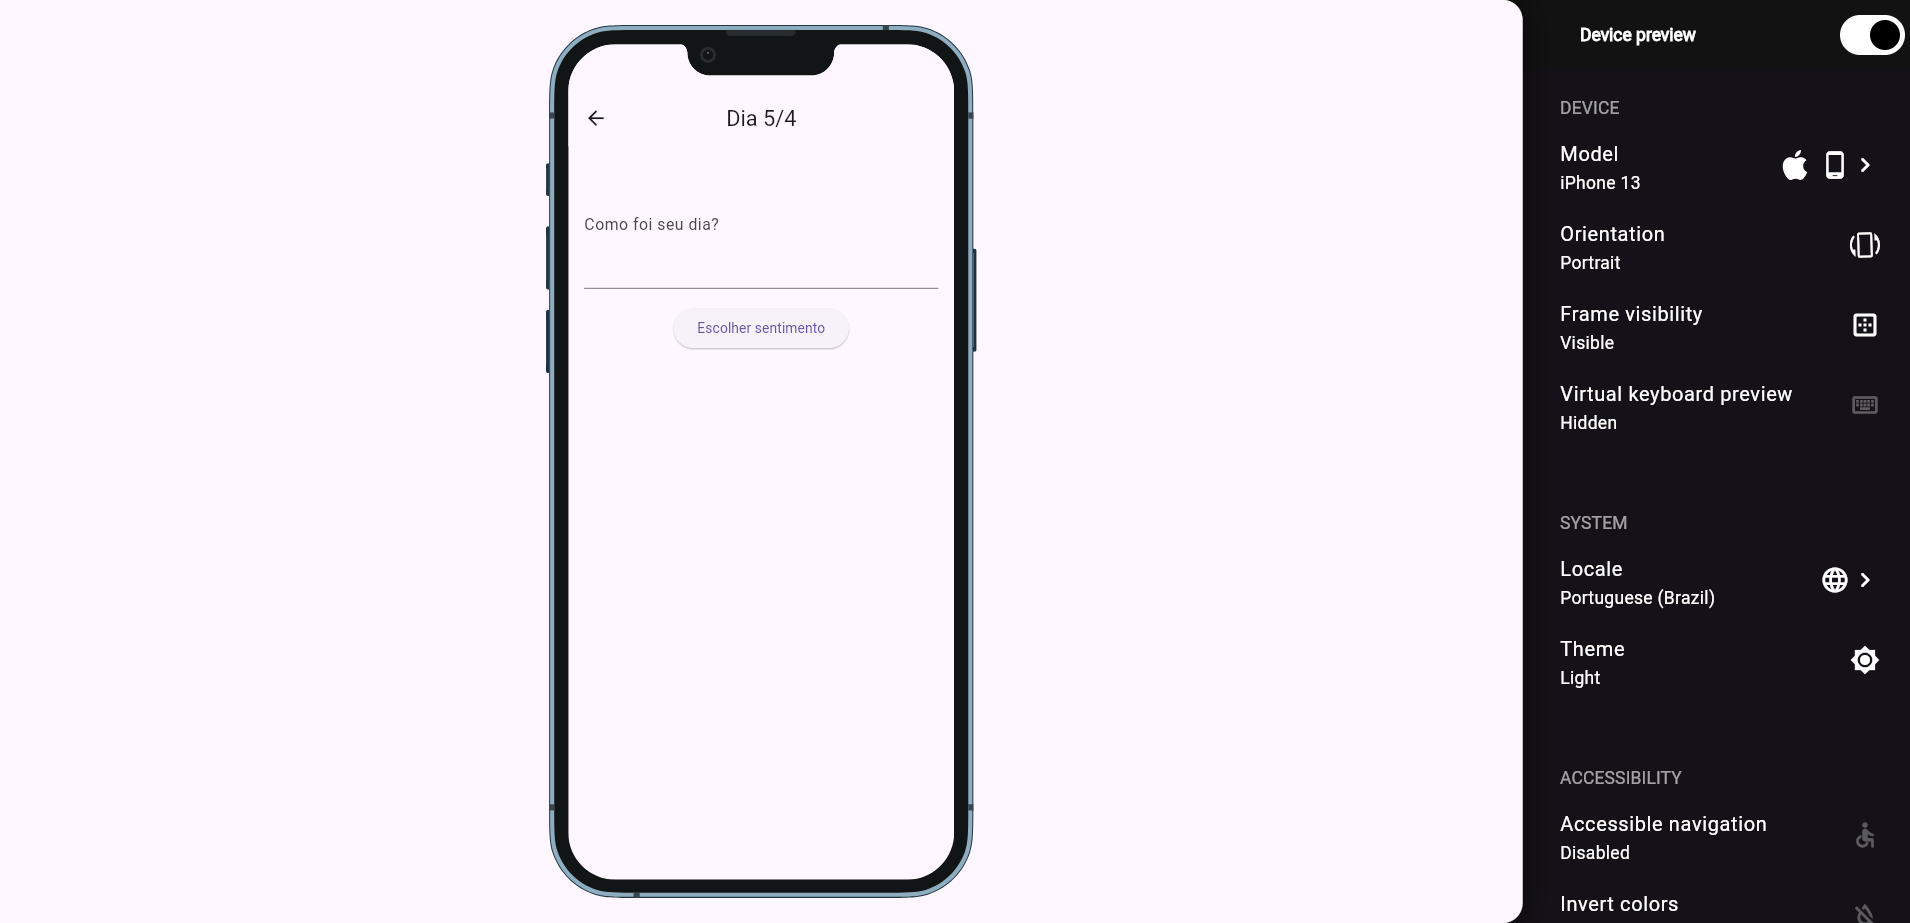 Dia 5/4
Como foi seu dia?
Escolher sentimento
Device preview
DEVICE
Model
iPhone 13
Orientation
Portrait
Frame visibility
Visible
Virtual keyboard preview
Hidden
SYSTEM
Locale
Portuguese (Brazil)
Theme
Light
ACCESSIBILITY
Accessible navigation
Disabled
Invert colors